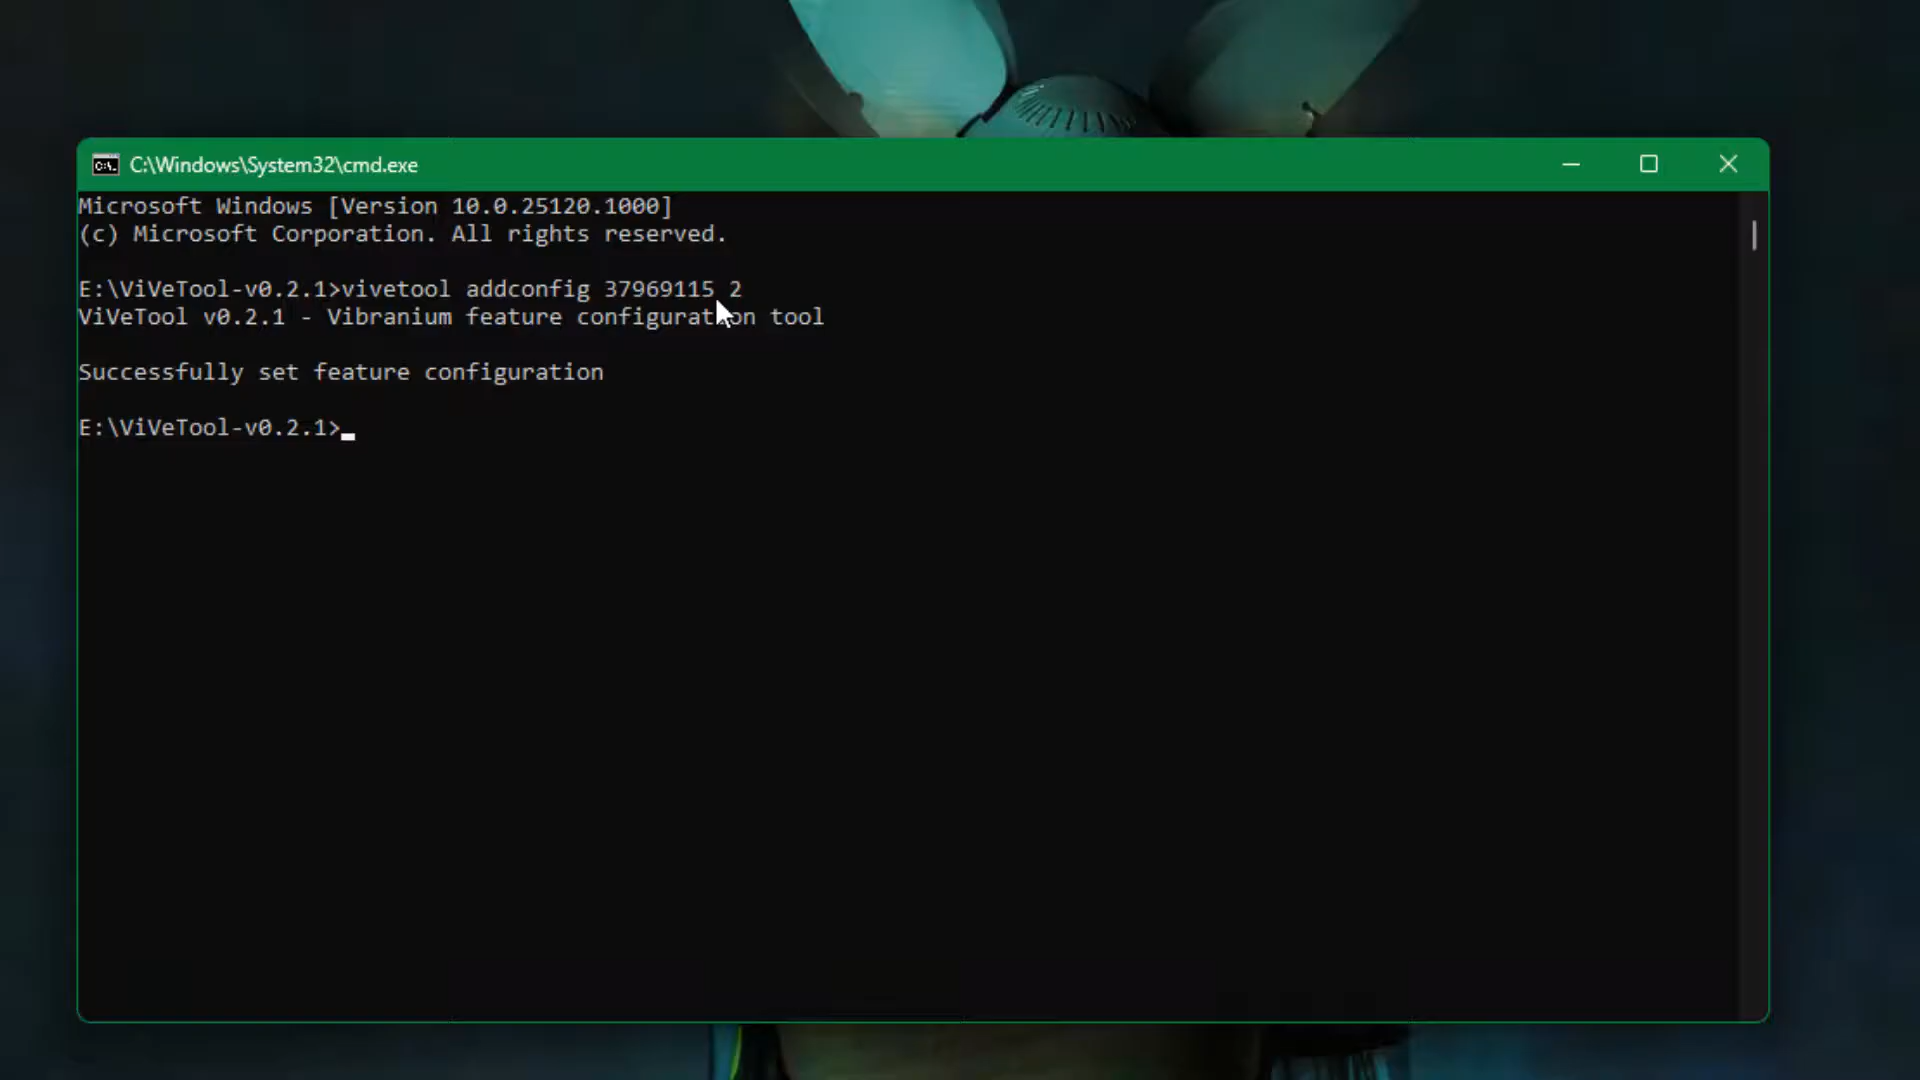 C:\Windows\System32\cmd.exe
Microsoft Windows [Version 10.0.25120.1000]
(c) Microsoft Corporation. All rights reserved.
E:\ViVeTool-v0.2.1>vivetool addconfig 37969115 2
ViVeTool v0.2.1 - Vibranium feature configuration tool
Successfully set feature configuration
E:\ViVeTool-v0.2.1>